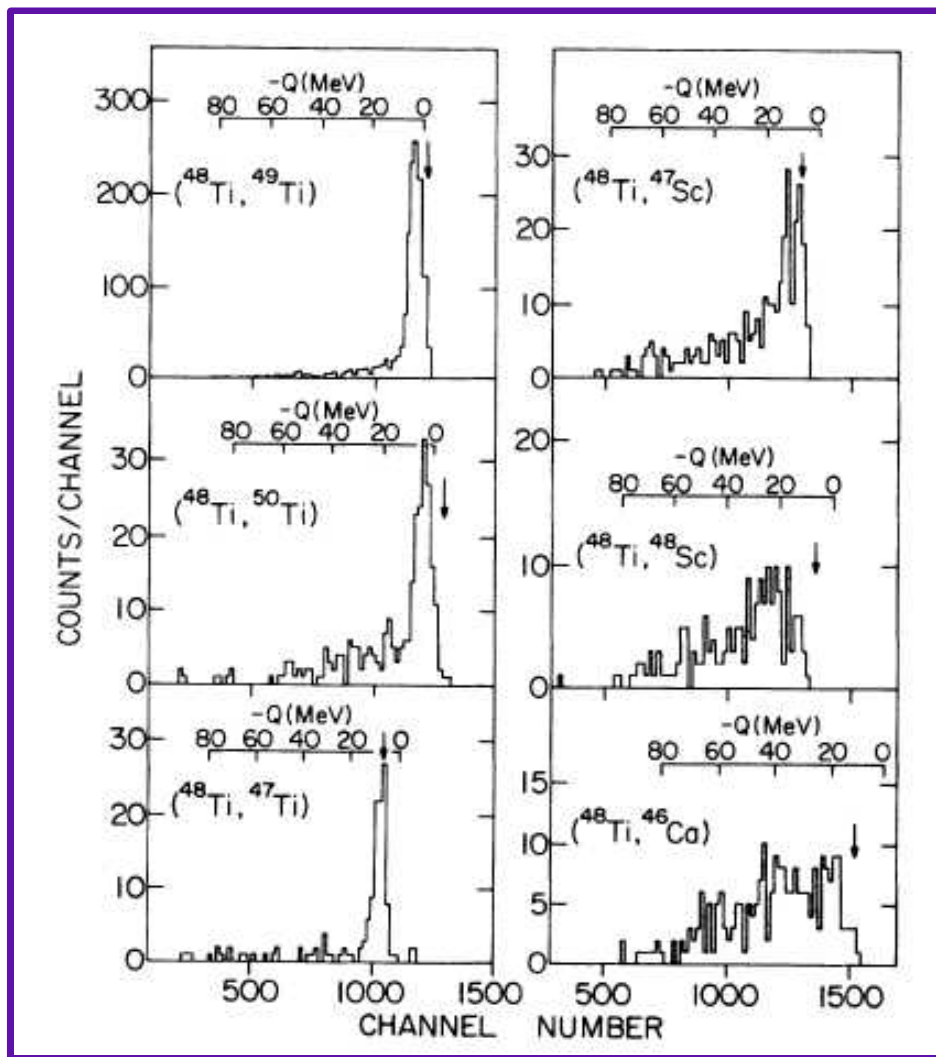 -Q(MeV)
80 60 40 20 0
300
200
100
0
(⁴⁸Ti, ⁴⁹Ti)
-Q(MeV)
80 60 40 20 0
30
20
10
0
(⁴⁸Ti, ⁵⁰Ti)
-Q(MeV)
80 60 40 20 0
30
20
10
0
(⁴⁸Ti, ⁴⁷Ti)
500 1000 1500
-Q(MeV)
80 60 40 20 0
30
20
10
0
(⁴⁸Ti, ⁴⁷Sc)
-Q(MeV)
80 60 40 20 0
20
10
0
(⁴⁸Ti, ⁴⁸Sc)
-Q(MeV)
80 60 40 20 0
15
10
5
0
(⁴⁸Ti, ⁴⁶Ca)
500 1000 1500
COUNTS/CHANNEL
CHANNEL NUMBER